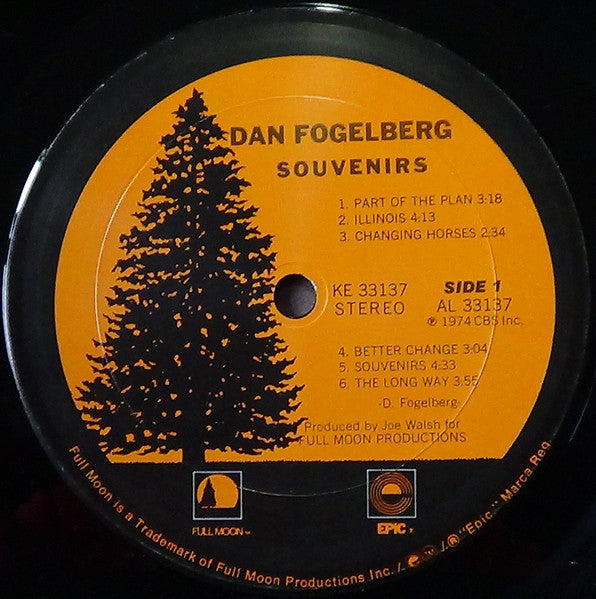 DAN FOGELBERG
SOUVENIRS
1. PART OF THE PLAN 3:18
2. ILLINOIS 4:13
3. CHANGING HORSES 2.34
KE 33137 SIDE 1
STEREO AL 33137
℗ 1974 CBS Inc.
4. BETTER CHANGE 3:04
5. SOUVENIRS 4:33
6. THE LONG WAY 3.55
-D. Fogelberg-
Produced by Joe Walsh for
FULL MOON PRODUCTIONS
FULL MOON
EPIC
Full Moon is a Trademark of Full Moon Productions Inc./ /® "Epic," Marca Reg.